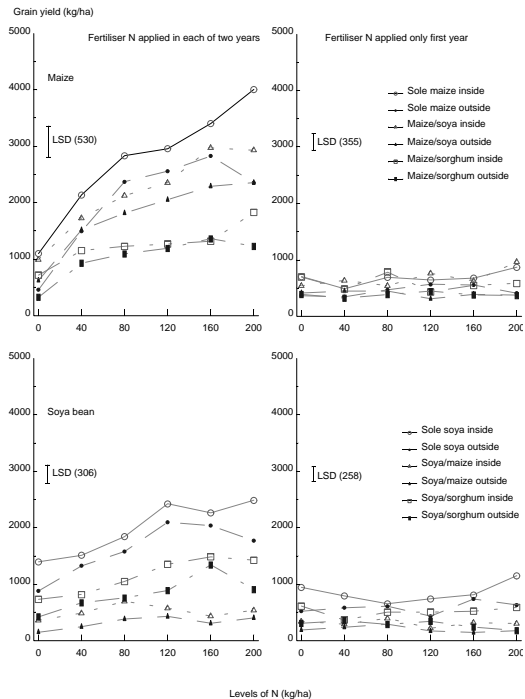 Grain yield (kg/ha)
5000
Fertiliser N applied in each of two years
Maize
4000
LSD (530)
3000
2000
1000
0
0 40 80 120 160 200
5000
Fertiliser N applied only first year
4000
Sole maize inside
Sole maize outside
Maize/soya inside
Maize/soya outside
Maize/sorghum inside
Maize/sorghum outside
LSD (355)
3000
2000
1000
0
0 40 80 120 160 200
5000
Soya bean
4000
3000
LSD (306)
2000
1000
0
0 40 80 120 160 200
5000
4000
Sole soya inside
Sole soya outside
Soya/maize inside
Soya/maize outside
Soya/sorghum inside
Soya/sorghum outside
3000
LSD (258)
2000
1000
0
0 40 80 120 160 200
Levels of N (kg/ha)